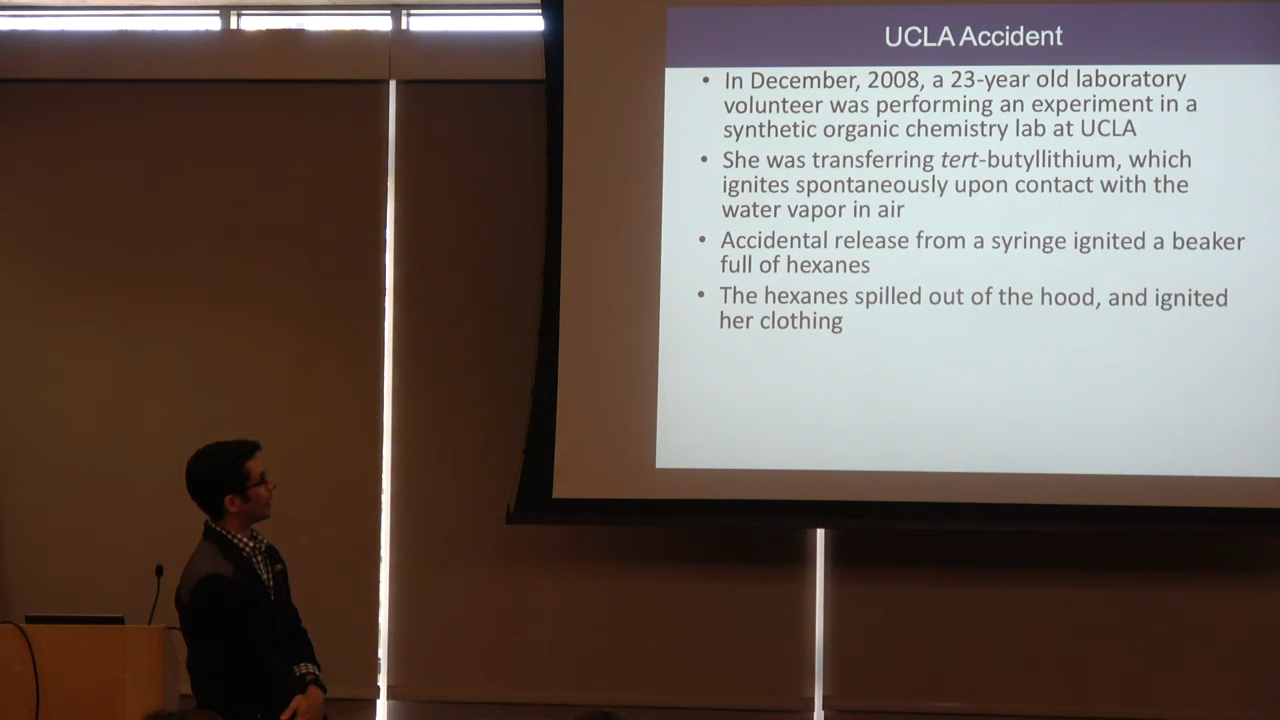 UCLA Accident
• In December, 2008, a 23-year old laboratory
volunteer was performing an experiment in a
synthetic organic chemistry lab at UCLA
• She was transferring tert-butyllithium, which
ignites spontaneously upon contact with the
water vapor in air
• Accidental release from a syringe ignited a beaker
full of hexanes
• The hexanes spilled out of the hood, and ignited
her clothing